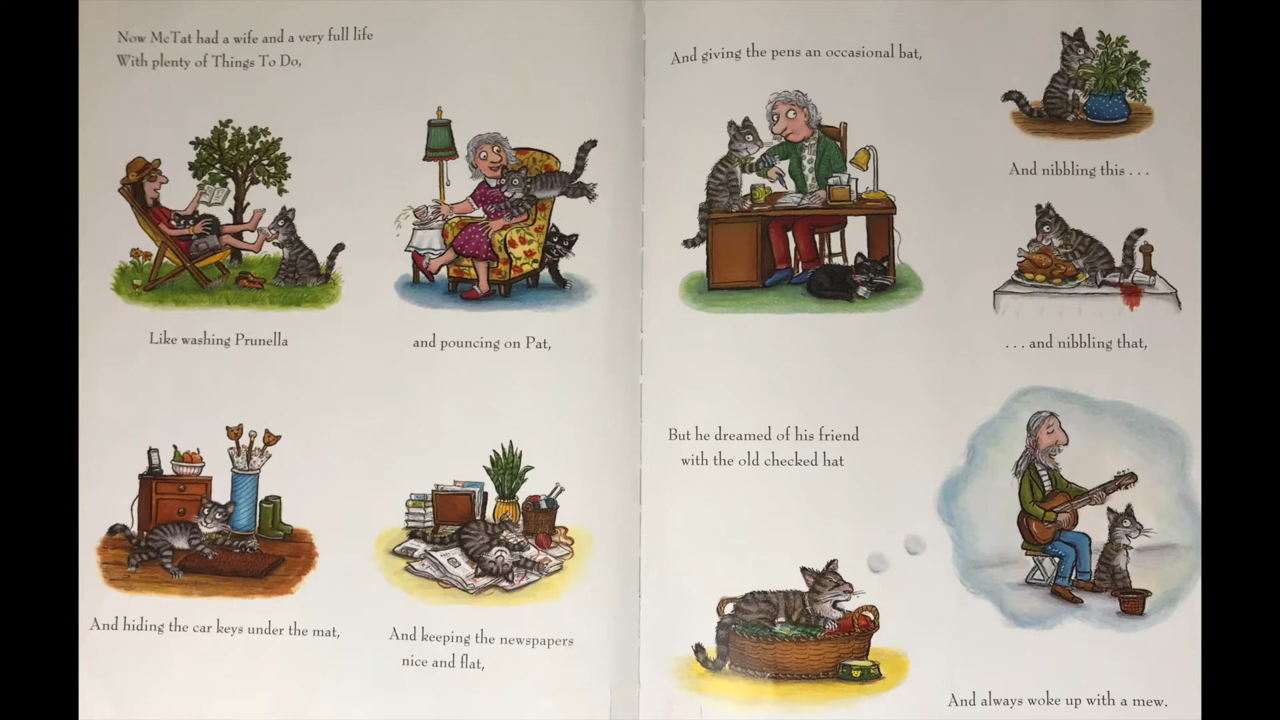 Now McTat had a wife and a very full life
With plenty of Things To Do,
Like washing Prunella
and pouncing on Pat,
And hiding the car keys under the mat,
And keeping the newspapers
nice and flat,
And giving the pens an occasional bat,
And nibbling this . . .
. . . and nibbling that,
But he dreamed of his friend
with the old checked hat
And always woke up with a mew.